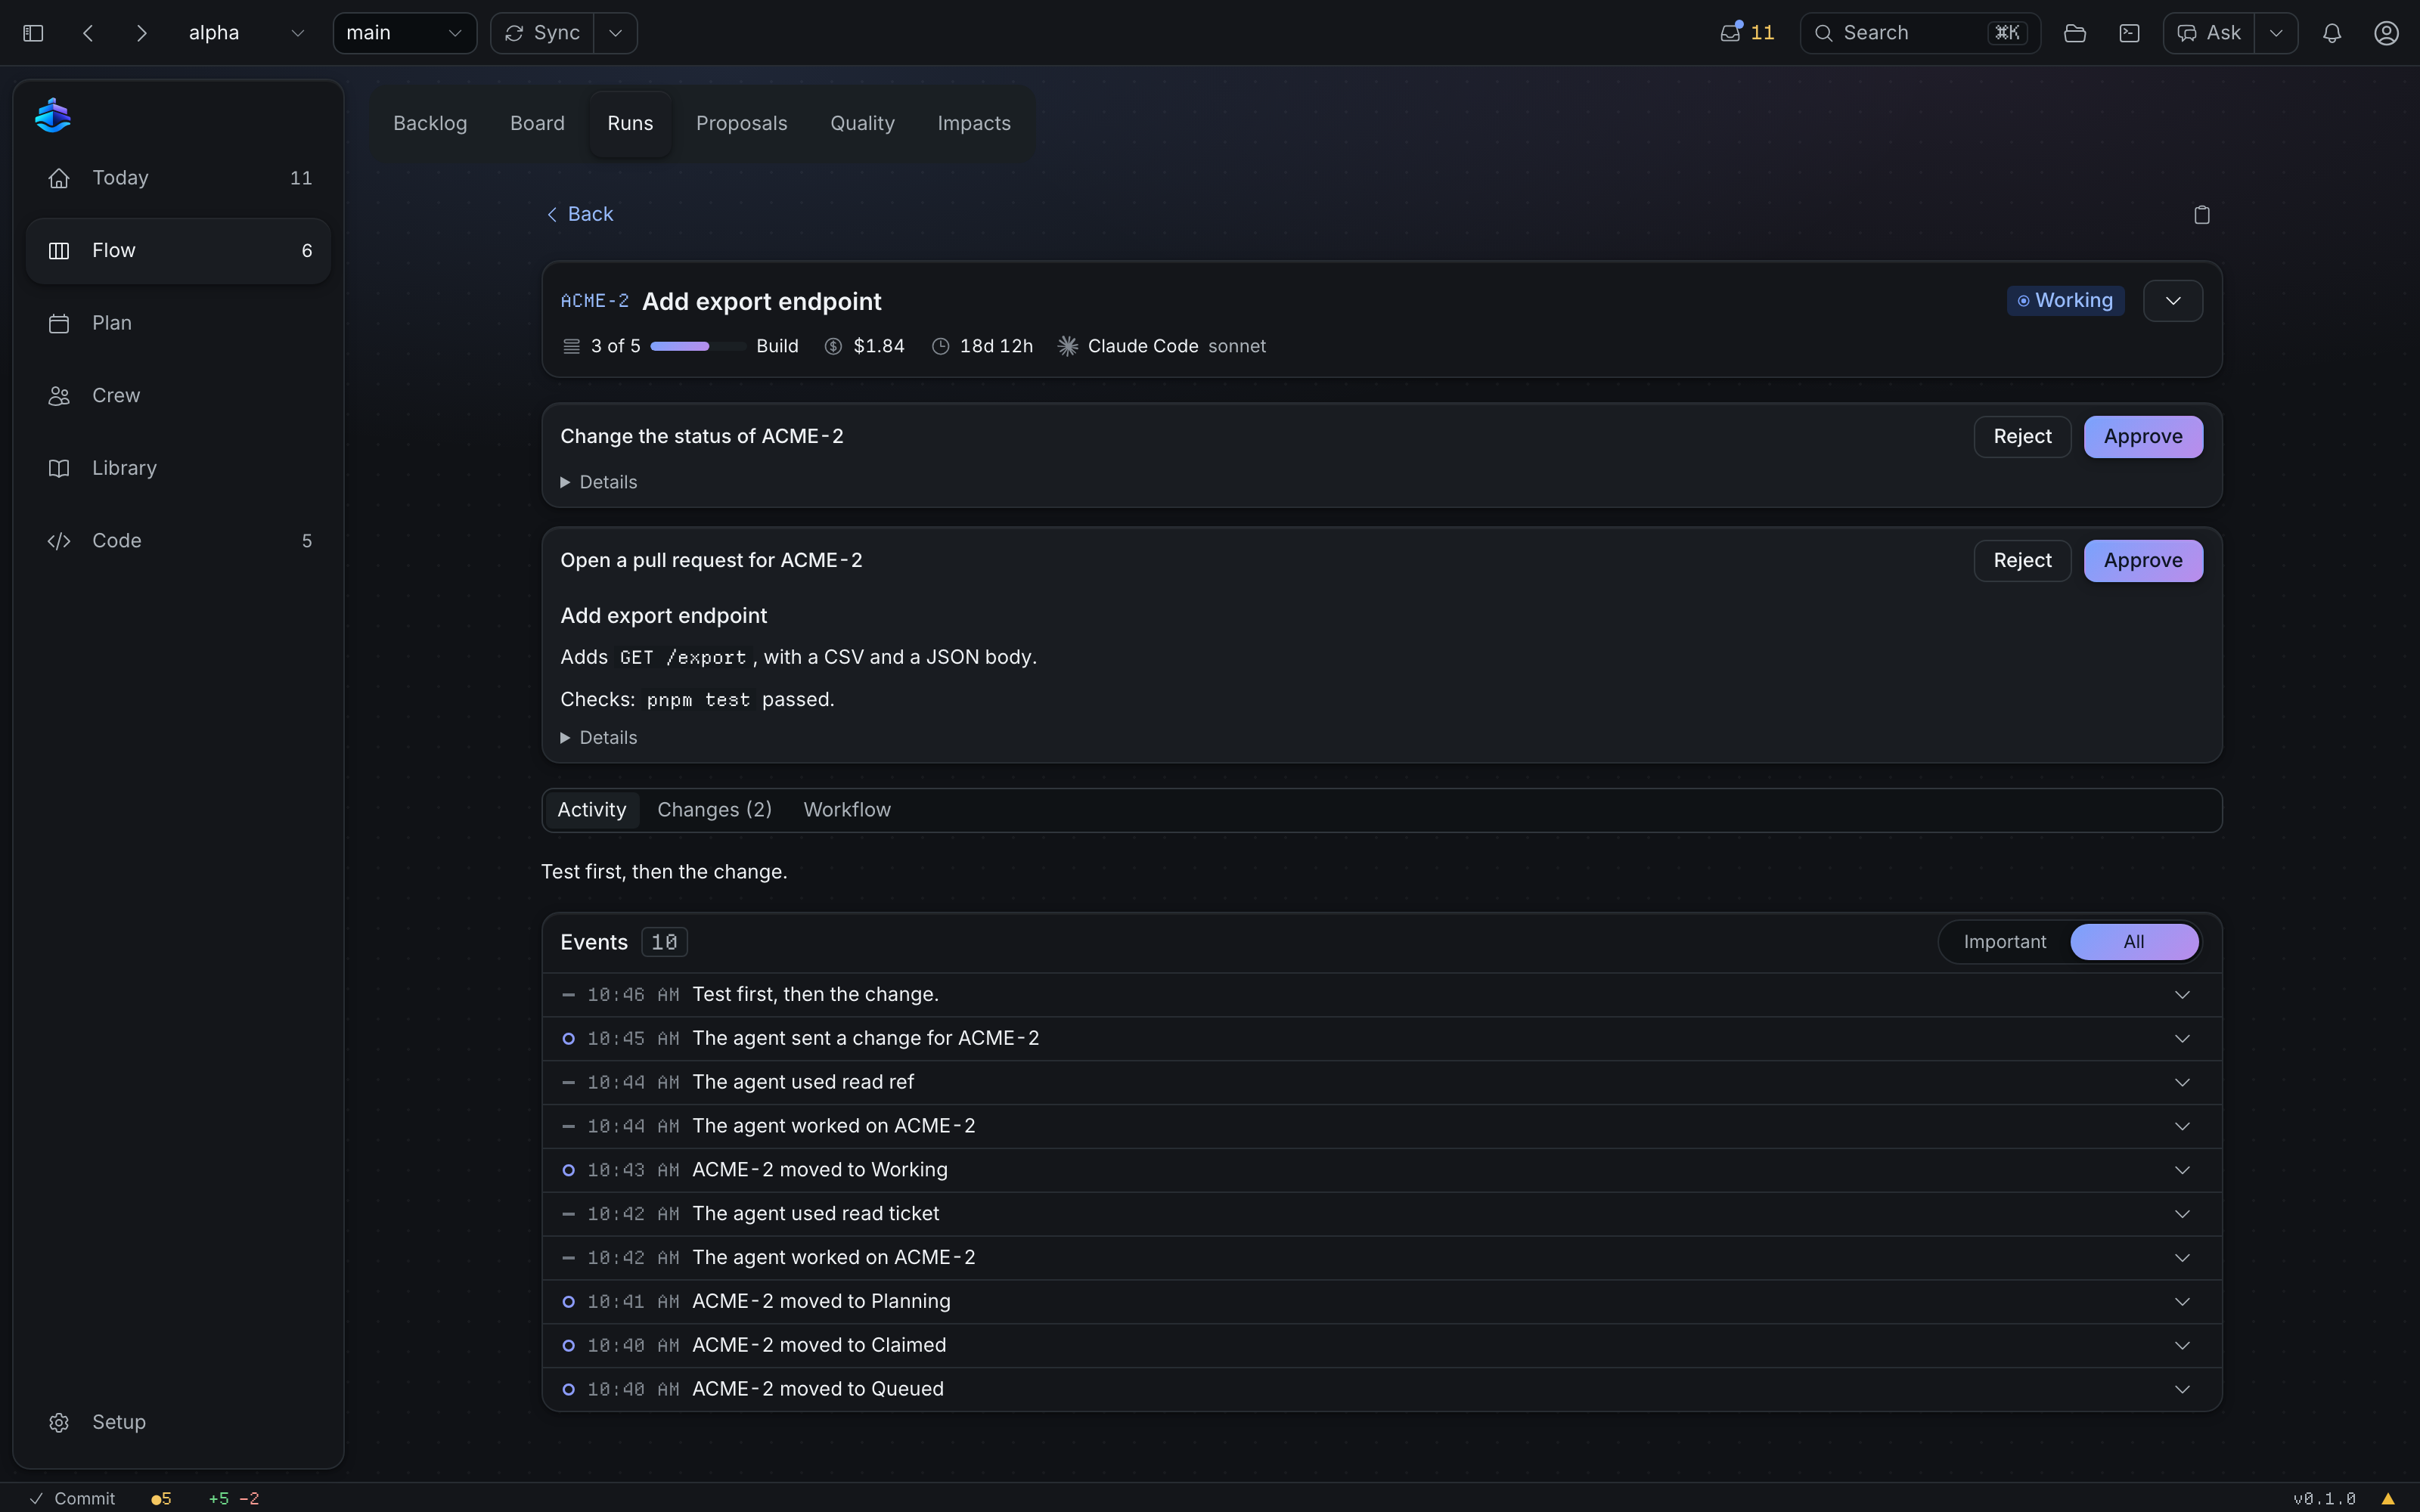 alpha main Sync 11 Search ⌘K Ask
Backlog Board Runs Proposals Quality Impacts
Today 11
Flow 6
Plan
Crew
Library
Code 5
Setup
Back
ACME-2 Add export endpoint Working
3 of 5 Build $1.84 18d 12h Claude Code sonnet
Change the status of ACME-2 Reject Approve
Details
Open a pull request for ACME-2 Reject Approve
Add export endpoint
Adds GET /export, with a CSV and a JSON body.
Checks: pnpm test passed.
Details
Activity Changes (2) Workflow
Test first, then the change.
Events 10 Important All
10:46 AM Test first, then the change.
10:45 AM The agent sent a change for ACME-2
10:44 AM The agent used read ref
10:44 AM The agent worked on ACME-2
10:43 AM ACME-2 moved to Working
10:42 AM The agent used read ticket
10:42 AM The agent worked on ACME-2
10:41 AM ACME-2 moved to Planning
10:40 AM ACME-2 moved to Claimed
10:40 AM ACME-2 moved to Queued
Commit 5 +5 -2 v0.1.0